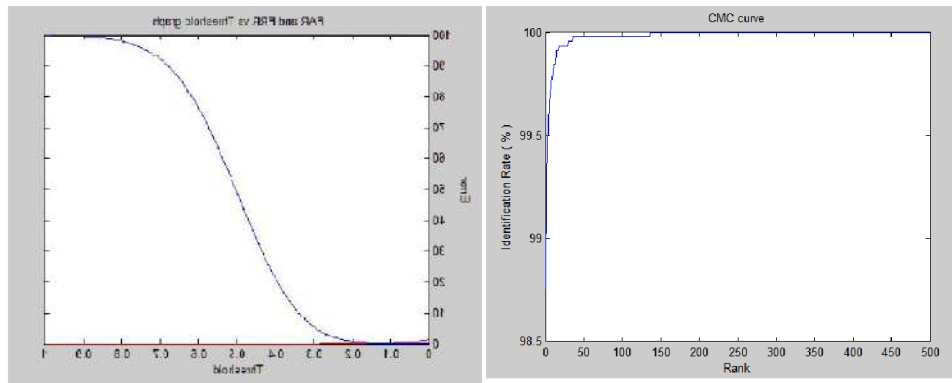 FAR and FRR vs Threshold graph
100
90
80
70
60
50
40
30
20
10
0
Error
1 0.9 0.8 0.7 0.6 0.5 0.4 0.3 0.2 0.1 0
Threshold
CMC curve
100
99.5
99
98.5
Identification Rate ( % )
0 50 100 150 200 250 300 350 400 450 500
Rank